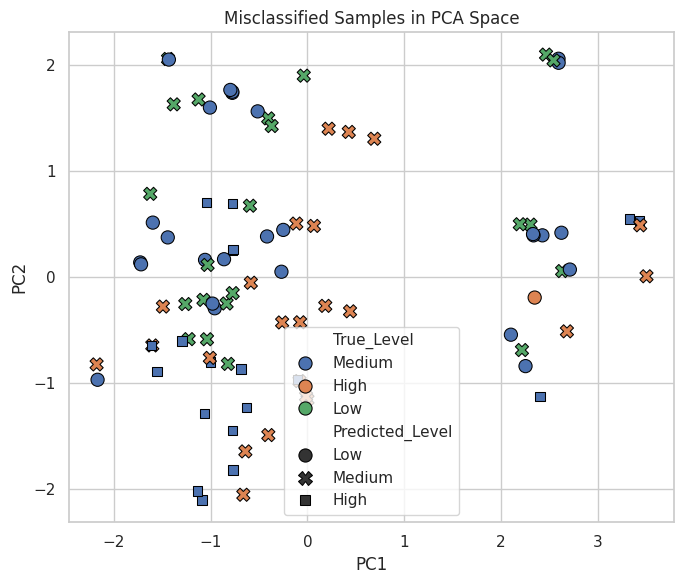 Misclassified Samples in PCA Space
2
1
0
−1
−2
PC2
True_Level
Medium
High
Low
Predicted_Level
Low
Medium
High
−2
−1
0
1
2
3
PC1